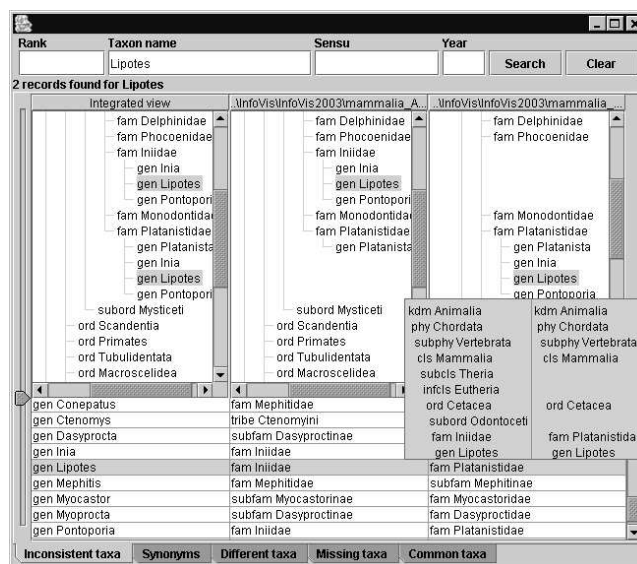 Rank Taxon name Sensu Year
Lipotes Search Clear
2 records found for Lipotes
Integrated view ..\InfoVis\InfoVis2003\mammalia_A... ..\InfoVis\InfoVis2003\mammalia_...
fam Delphinidae fam Delphinidae fam Delphinidae
fam Phocoenidae fam Phocoenidae fam Phocoenidae
fam Iniidae fam Iniidae
gen Inia gen Inia
gen Lipotes gen Lipotes
gen Pontopori gen Pontopori
fam Monodontidae fam Monodontidae fam Monodontidae
fam Platanistidae fam Platanistidae fam Platanistidae
gen Platanista gen Platanista gen Platanista
gen Inia gen Inia
gen Lipotes gen Lipotes
gen Pontopori gen Pontoporia
subord Mysticeti subord Mysticeti
ord Scandentia ord Scandentia
ord Primates ord Primates
ord Tubulidentata ord Tubulidentata
ord Macroscelidea ord Macroscelidea
kdm Animalia kdm Animalia
phy Chordata phy Chordata
subphy Vertebrata subphy Vertebrata
cls Mammalia cls Mammalia
subcls Theria
infcls Eutheria
ord Cetacea ord Cetacea
subord Odontoceti
fam Iniidae fam Platanistida
gen Lipotes gen Lipotes
gen Conepatus fam Mephitidae
gen Ctenomys tribe Ctenomyini
gen Dasyprocta subfam Dasyproctinae
gen Inia fam Iniidae
gen Lipotes fam Iniidae fam Platanistidae
gen Mephitis fam Mephitidae subfam Mephitinae
gen Myocastor subfam Myocastorinae fam Myocastoridae
gen Myoprocta subfam Dasyproctinae fam Dasyproctidae
gen Pontoporia fam Iniidae fam Platanistidae
Inconsistent taxa Synonyms Different taxa Missing taxa Common taxa